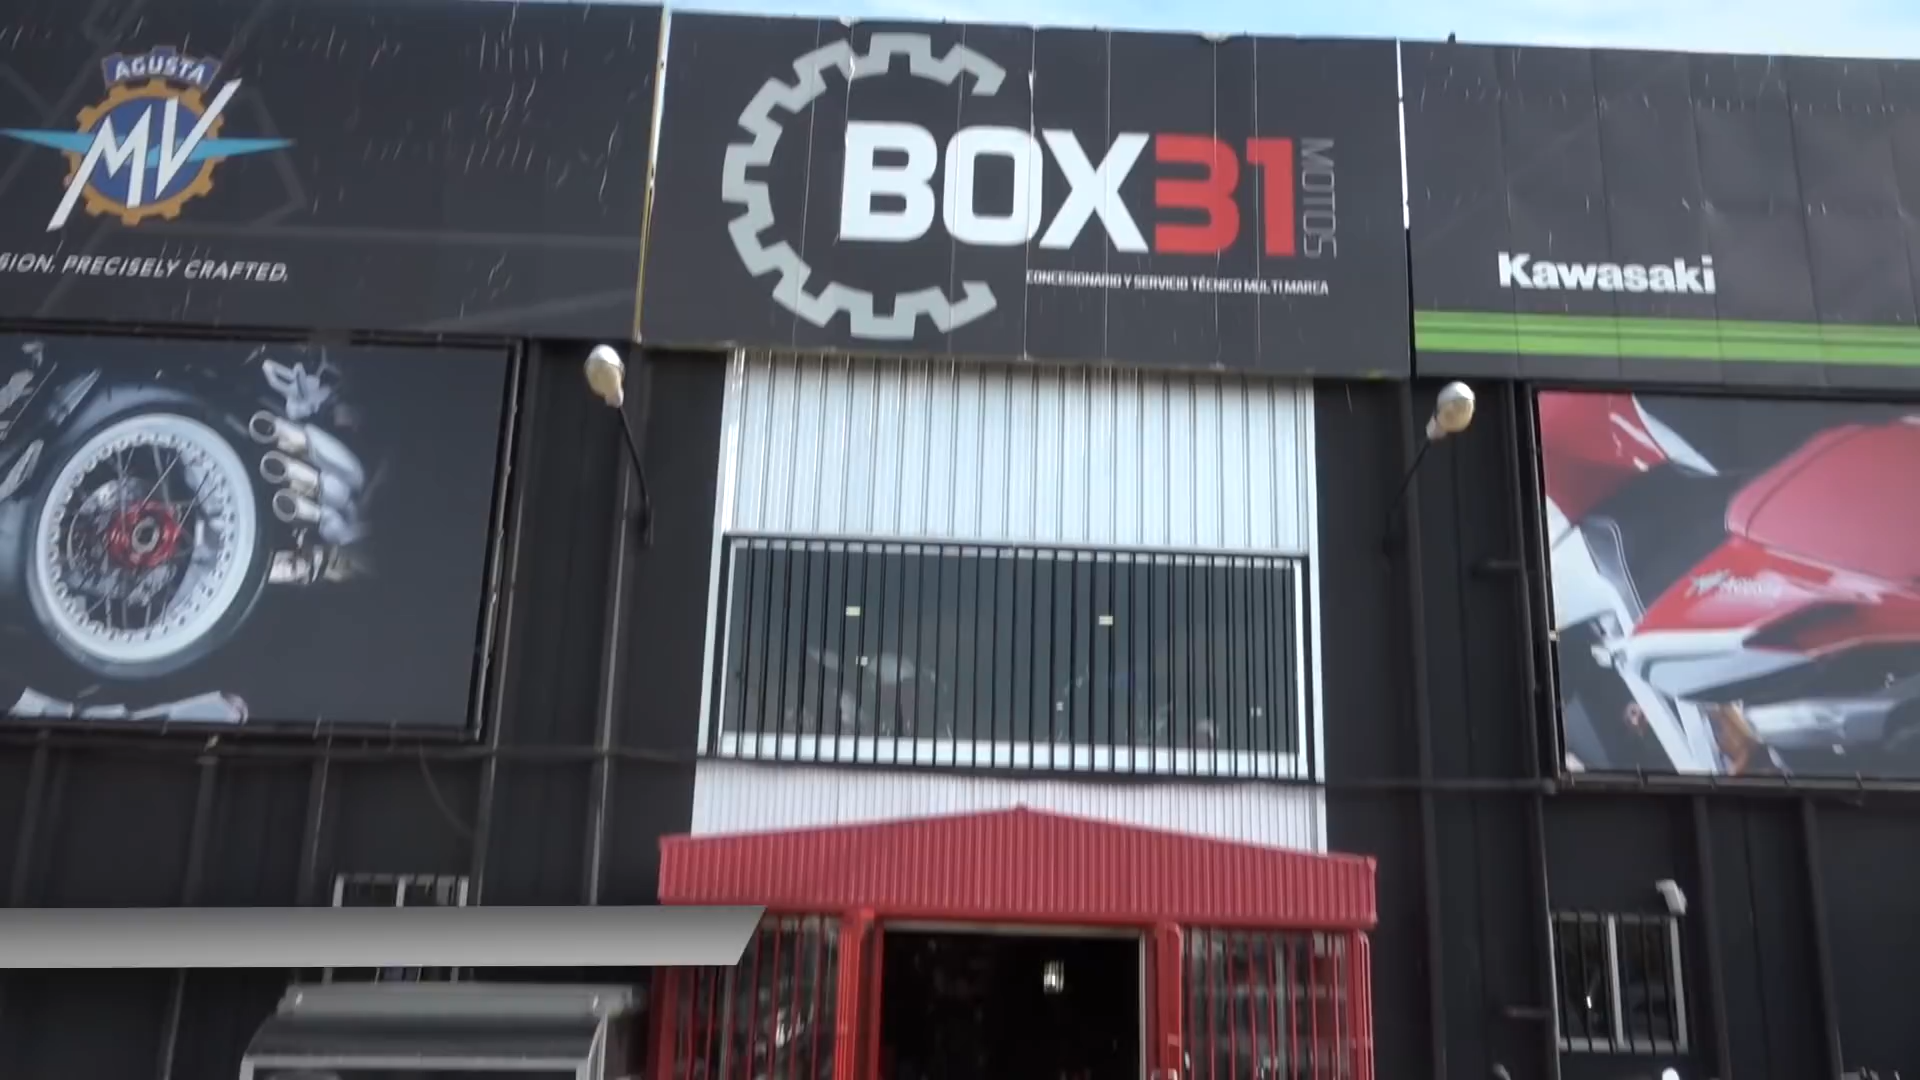 AGUSTA
MV
SION. PRECISELY CRAFTED.
BOX31
MOTOS
CONCESIONARIO Y SERVICIO TÉCNICO MULTIMARCA
Kawasaki